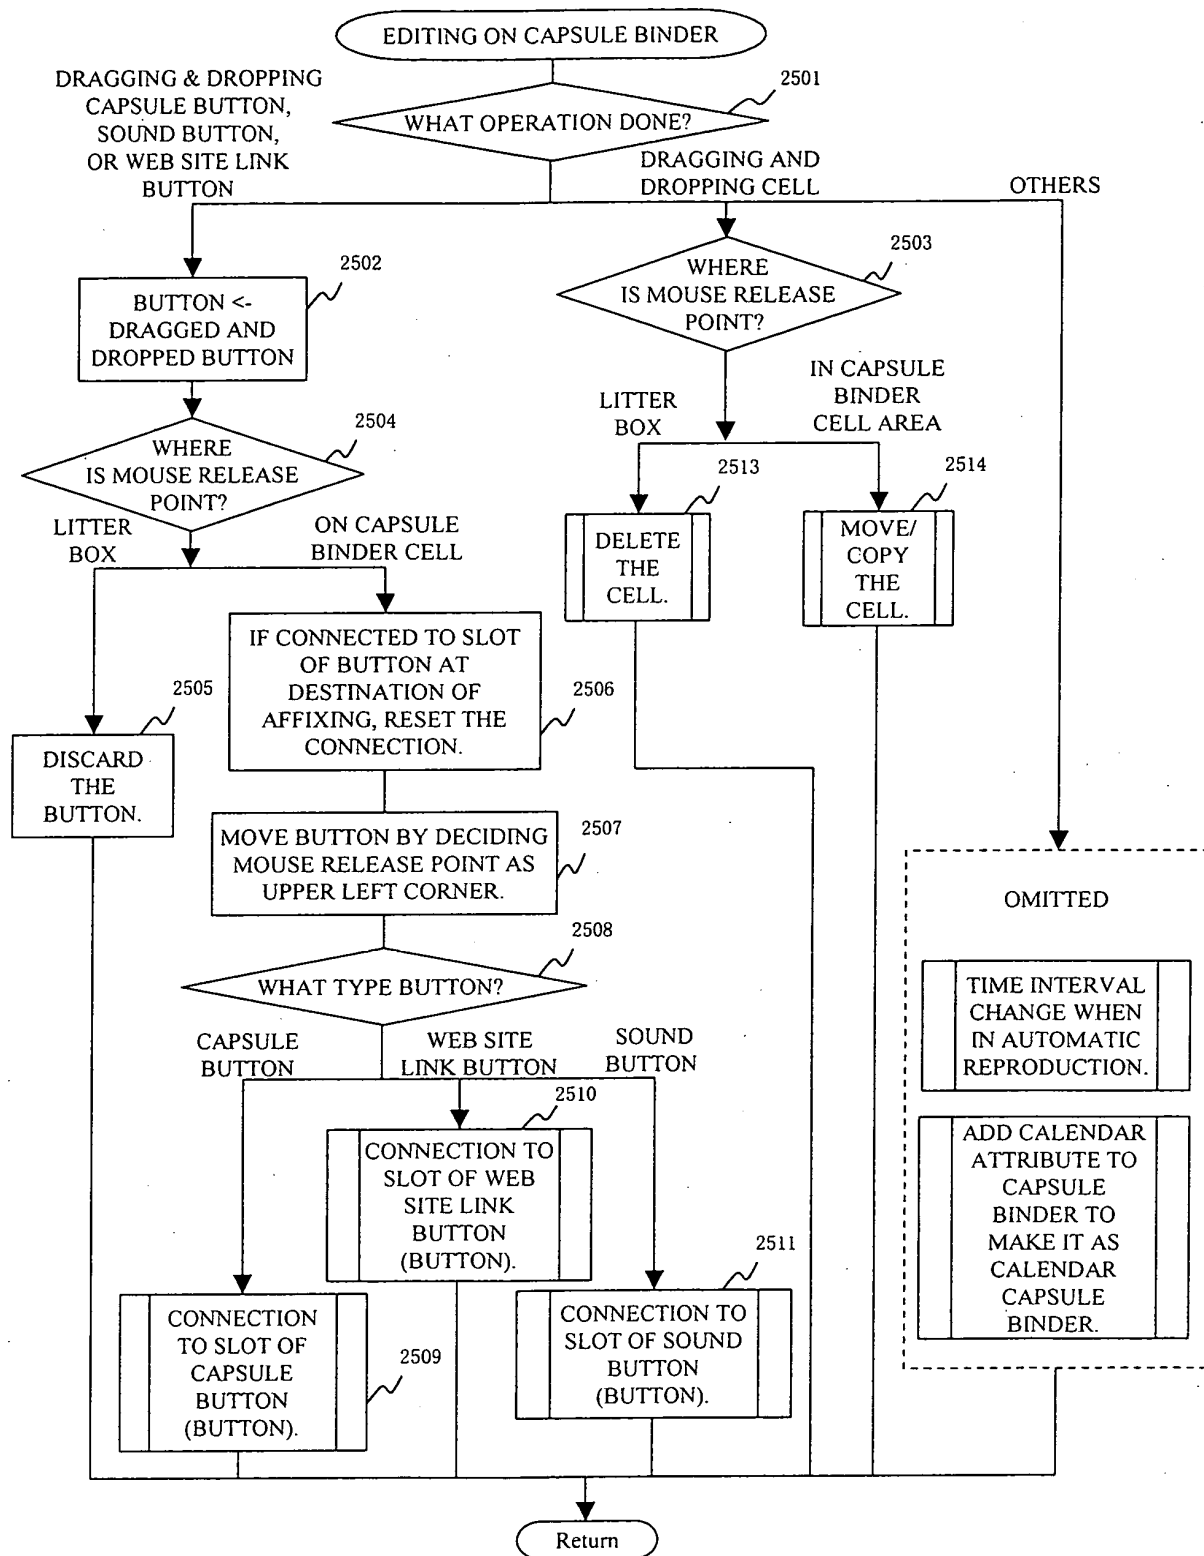 EDITING ON CAPSULE BINDER
DRAGGING & DROPPING
CAPSULE BUTTON,
SOUND BUTTON,
OR WEB SITE LINK
BUTTON
2501
WHAT OPERATION DONE?
DRAGGING AND
DROPPING CELL
OTHERS
2502
BUTTON <-
DRAGGED AND
DROPPED BUTTON
2503
WHERE
IS MOUSE RELEASE
POINT?
2504
WHERE
IS MOUSE RELEASE
POINT?
LITTER
BOX
IN CAPSULE
BINDER
CELL AREA
2513
DELETE
THE
CELL.
2514
MOVE/
COPY
THE
CELL.
LITTER
BOX
ON CAPSULE
BINDER CELL
2505
DISCARD
THE
BUTTON.
IF CONNECTED TO SLOT
OF BUTTON AT
DESTINATION OF
AFFIXING, RESET THE
CONNECTION.
2506
MOVE BUTTON BY DECIDING
MOUSE RELEASE POINT AS
UPPER LEFT CORNER.
2507
2508
WHAT TYPE BUTTON?
CAPSULE
BUTTON
WEB SITE
LINK BUTTON
SOUND
BUTTON
2510
CONNECTION TO
SLOT OF WEB
SITE LINK
BUTTON
(BUTTON).
2511
CONNECTION
TO SLOT OF
CAPSULE
BUTTON
(BUTTON).
2509
CONNECTION TO
SLOT OF SOUND
BUTTON
(BUTTON).
OMITTED
TIME INTERVAL
CHANGE WHEN
IN AUTOMATIC
REPRODUCTION.
ADD CALENDAR
ATTRIBUTE TO
CAPSULE
BINDER TO
MAKE IT AS
CALENDAR
CAPSULE
BINDER.
Return